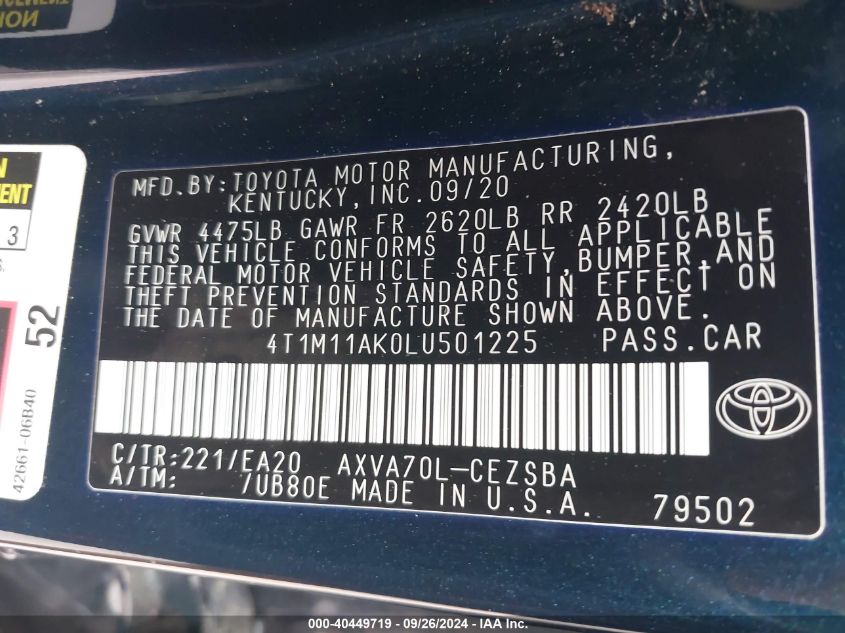 ION
N
EMENT
3
S.
52
42661-06B40
MFD.BY:TOYOTA MOTOR MANUFACTURING,
KENTUCKY, INC. 09/20
GVWR 4475LB GAWR FR 2620LB RR 2420LB
THIS VEHICLE CONFORMS TO ALL APPLICABLE
FEDERAL MOTOR VEHICLE SAFETY, BUMPER, AND
THEFT PREVENTION STANDARDS IN EFFECT ON
THE DATE OF MANUFACTURE SHOWN ABOVE.
4T1M11AK0LU501225 PASS.CAR
C/TR:221/EA20 AXVA70L-CEZSBA
A/TM: /UB80E MADE IN U.S.A.
79502
000-40449719 - 09/26/2024 - IAA Inc.